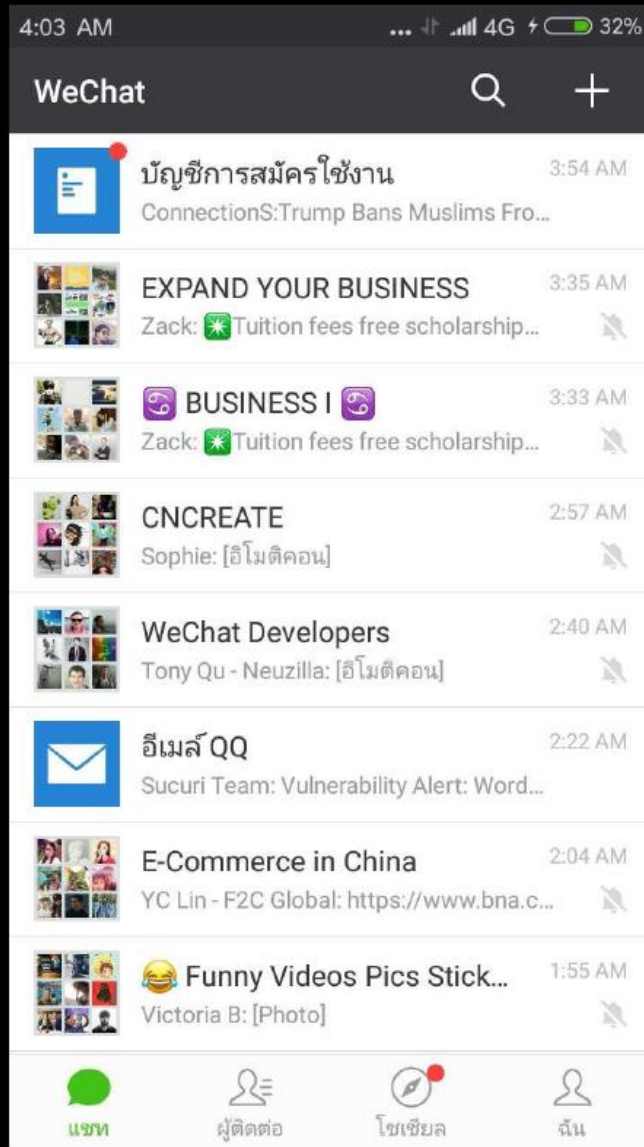 4:03 AM ... 4G 32%
WeChat
บัญชีการสมัครใช้งาน 3:54 AM
ConnectionS:Trump Bans Muslims Fro...
EXPAND YOUR BUSINESS 3:35 AM
Zack: ✳️Tuition fees free scholarship...
♋ BUSINESS I ♋ 3:33 AM
Zack: ✳️Tuition fees free scholarship...
CNCREATE 2:57 AM
Sophie: [อิโมติคอน]
WeChat Developers 2:40 AM
Tony Qu - Neuzilla: [อิโมติคอน]
อีเมล์ QQ 2:22 AM
Sucuri Team: Vulnerability Alert: Word...
E-Commerce in China 2:04 AM
YC Lin - F2C Global: https://www.bna.c...
😂 Funny Videos Pics Stick... 1:55 AM
Victoria B: [Photo]
แชท ผู้ติดต่อ โซเชียล ฉัน